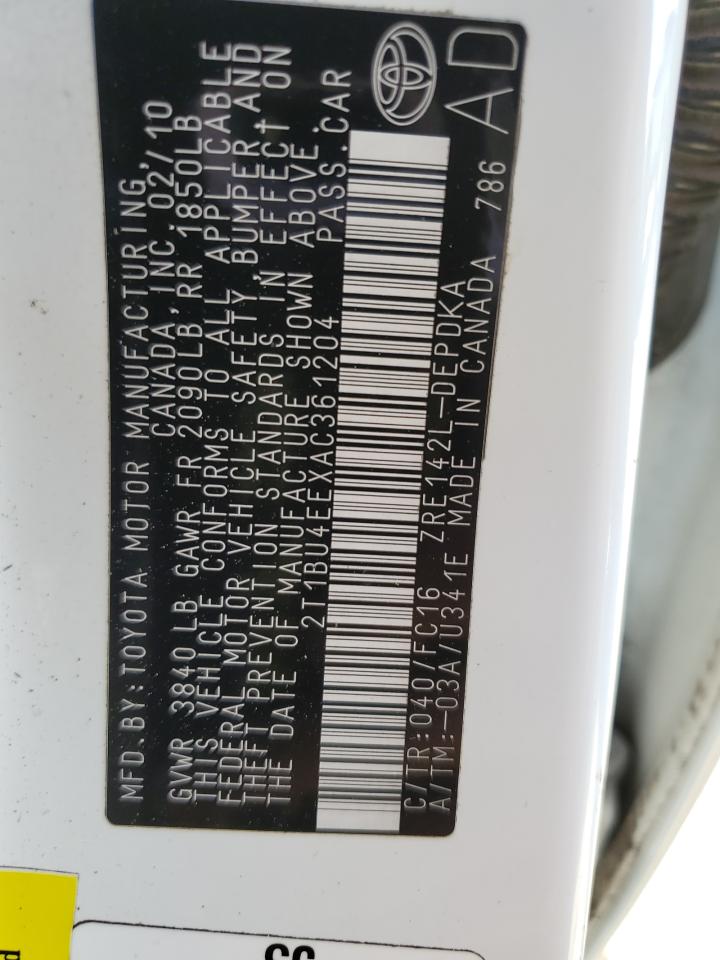 MFD.BY:TOYOTA MOTOR MANUFACTURING,
CANADA,INC.02/10
GVWR 3840LB GAWR FR 2090LB,RR 1850LB
THIS VEHICLE CONFORMS TO ALL APPLICABLE
FEDERAL MOTOR VEHICLE SAFETY,BUMPER,AND
THEFT PREVENTION STANDARDS IN EFFECT ON
THE DATE OF MANUFACTURE SHOWN ABOVE.
2T1BU4EEXAC361204 PASS.CAR
C/TR:040/FC16 ZRE142L-DEPDKA
A/TM:-03A/U341E MADE IN CANADA 786
AD